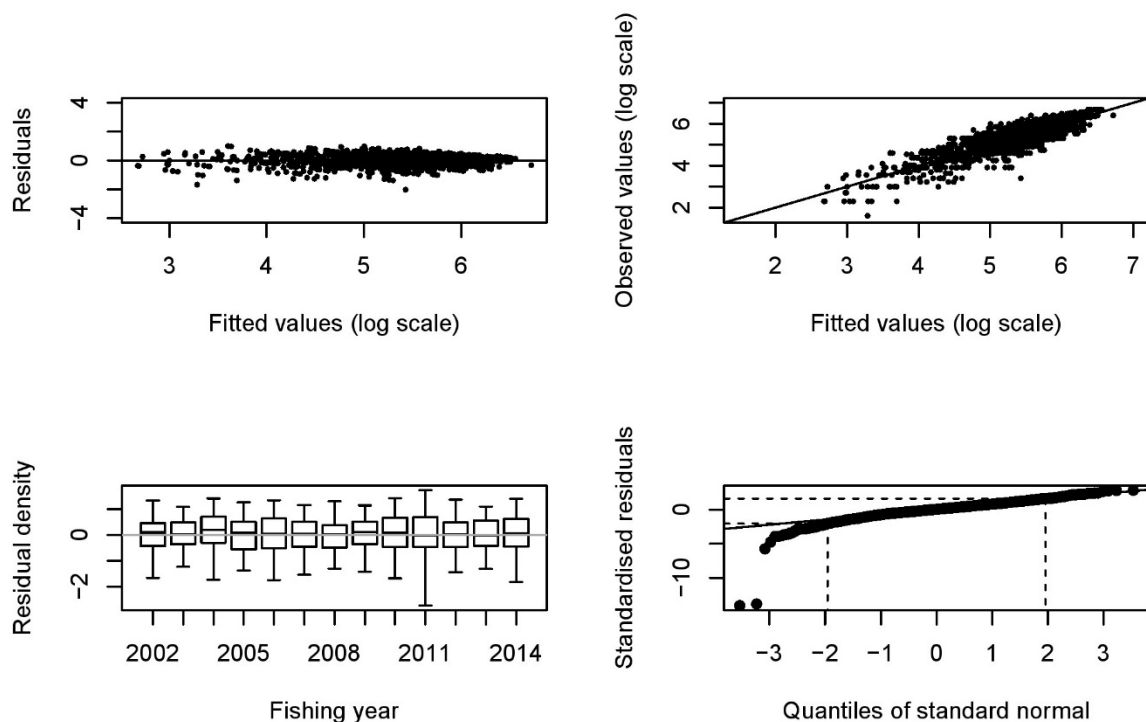 Residuals
4
0
−4
3 4 5 6
Fitted values (log scale)
Observed values (log scale)
6
4
2
2 3 4 5 6 7
Fitted values (log scale)
Residual density
0
−2
2002 2005 2008 2011 2014
Fishing year
Standardised residuals
0
−10
−3 −2 −1 0 1 2 3
Quantiles of standard normal